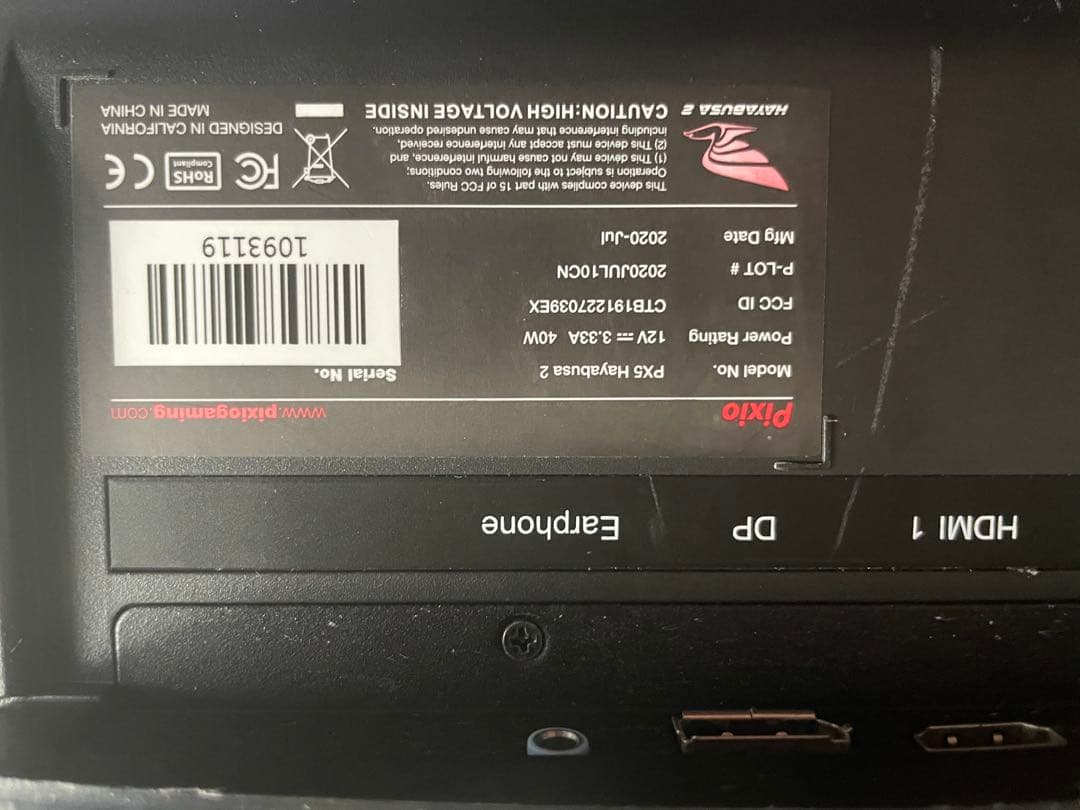 Pixio
www.pixiogaming.com
Model No. PX5 Hayabusa 2
Power Rating 12V⎓3.33A 40W
FCC ID CTB191227039EX
P-LOT # 2020JUL10CN
Mfg Date 2020-Jul
Serial No.
1093119
This device complies with part 15 of FCC Rules.
Operation is subject to the following two conditions;
(1) This device may not cause harmful interference, and
(2) This device must accept any interference received,
including interference that may cause undesired operation.
CAUTION:HIGH VOLTAGE INSIDE
HAYABUSA 2
FC
RoHS
Compliant
CE
DESIGNED IN CALIFORNIA
MADE IN CHINA
HDMI 1
DP
Earphone